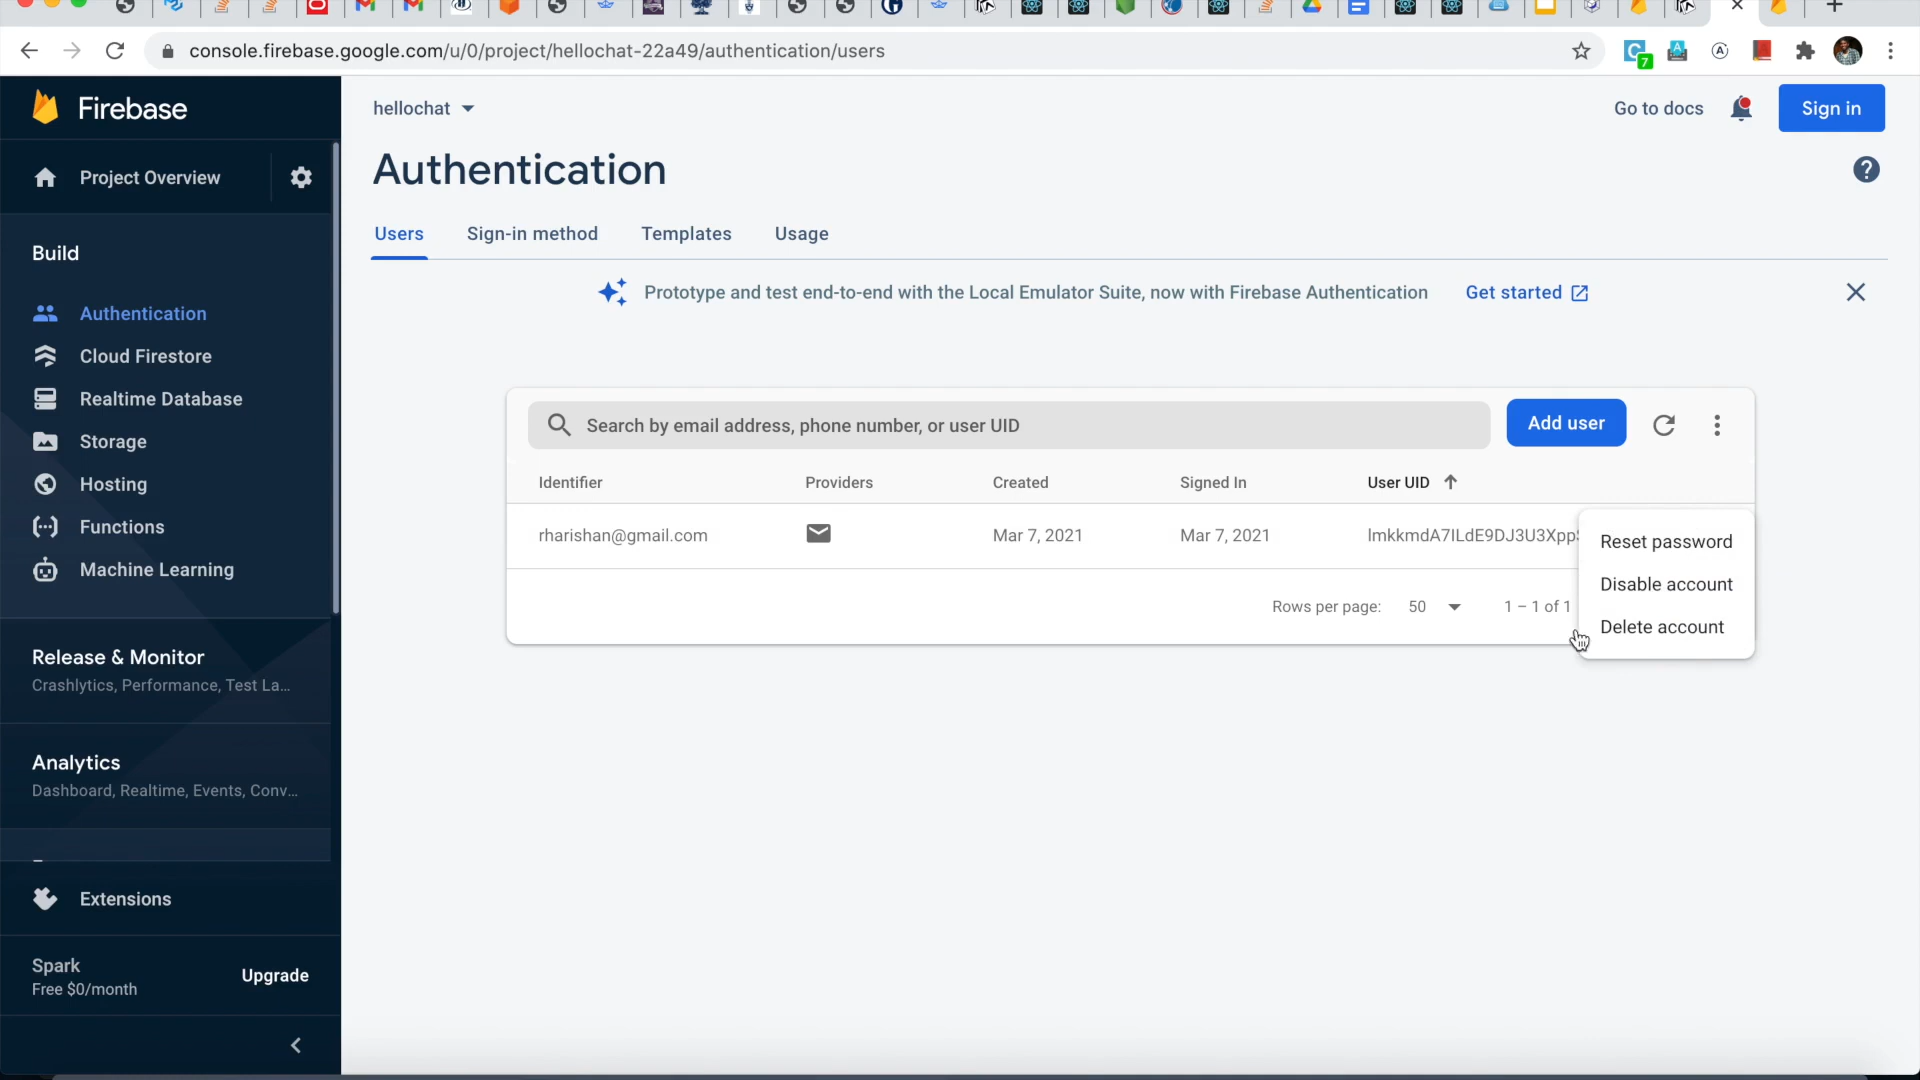 console.firebase.google.com/u/0/project/hellochat-22a49/authentication/users
7
Firebase
hellochat
Go to docs
Sign in
Project Overview
Authentication
Users Sign-in method Templates Usage
Build
Prototype and test end-to-end with the Local Emulator Suite, now with Firebase Authentication Get started
Authentication
Cloud Firestore
Realtime Database
Storage
Hosting
Functions
Machine Learning
Search by email address, phone number, or user UID
Add user
Identifier Providers Created Signed In User UID
rharishan@gmail.com Mar 7, 2021 Mar 7, 2021
Reset password
Disable account
Delete account
Rows per page: 50 1 – 1 of 1
Release & Monitor
Crashlytics, Performance, Test La...
Analytics
Dashboard, Realtime, Events, Conv...
Extensions
Spark
Free $0/month
Upgrade